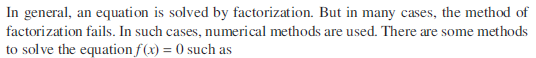 In general, an equation is solved by factorization. But in many cases, the method of
factorization fails. In such cases, numerical methods are used. There are some methods
to solve the equation f(x) = 0 such as